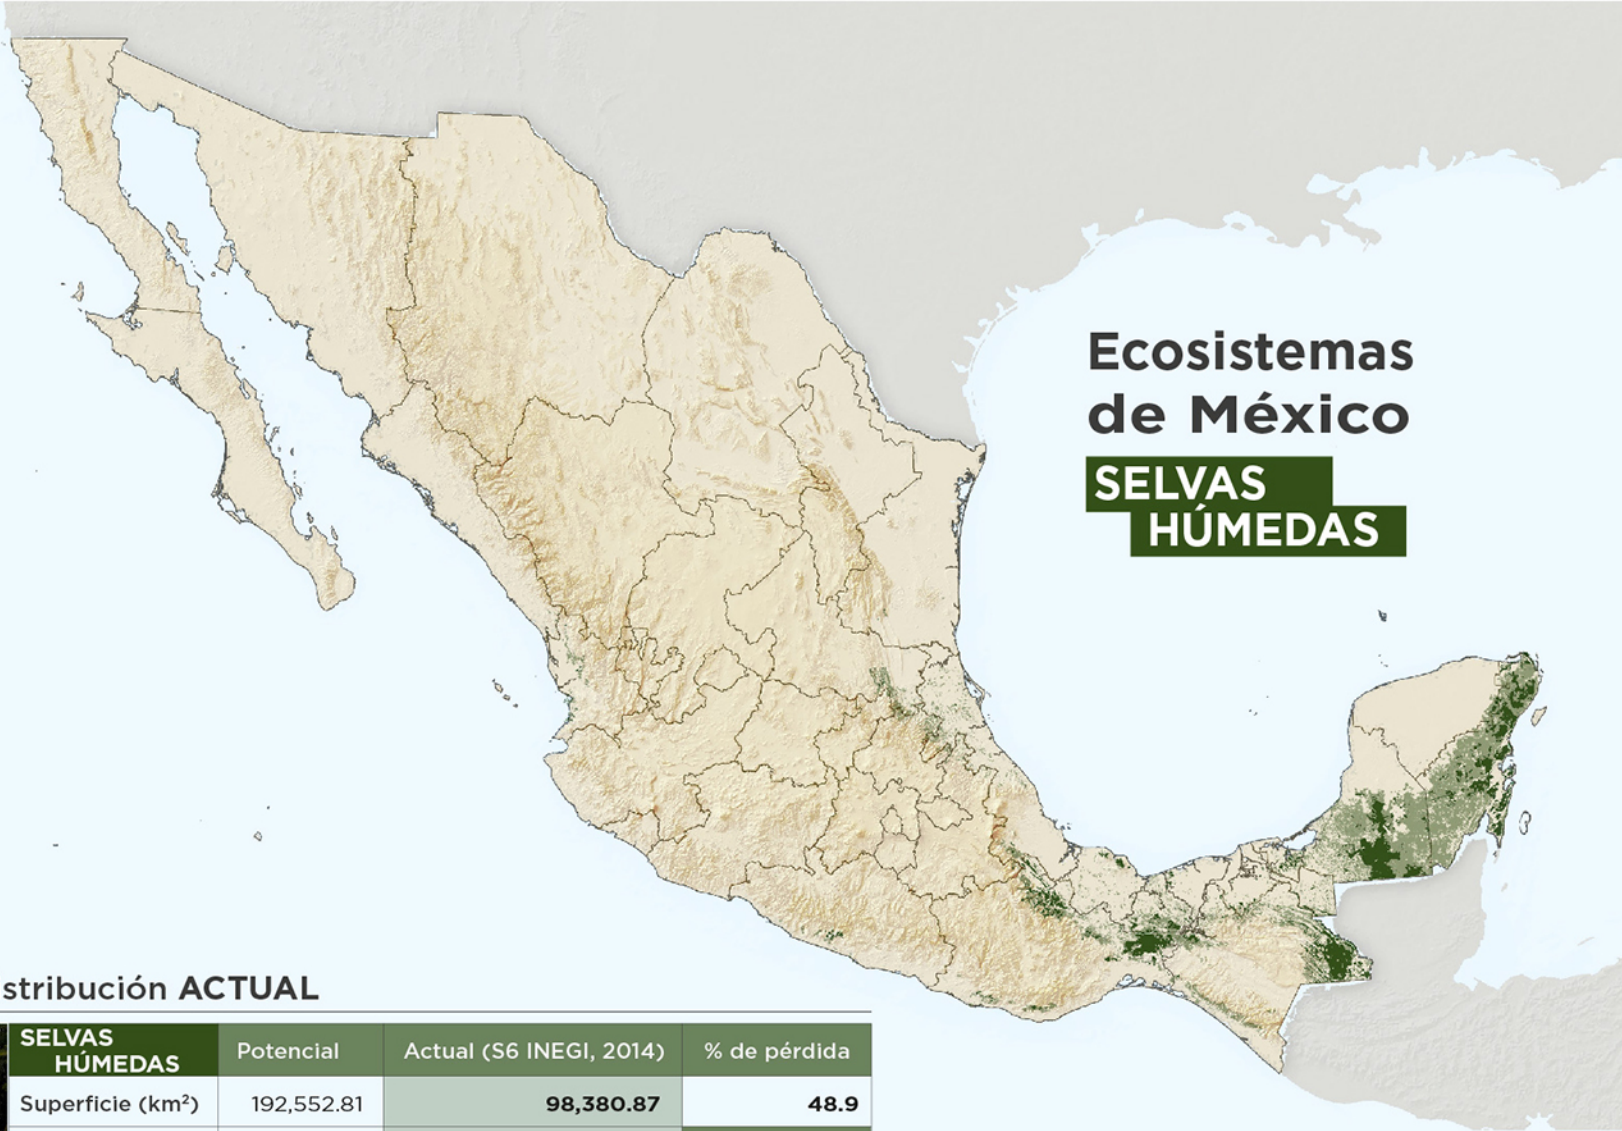 Ecosistemas
de México
SELVAS
HÚMEDAS
stribución ACTUAL
SELVAS
HÚMEDAS
Potencial
Actual (S6 INEGI, 2014)
% de pérdida
Superficie (km²)
192,552.81
98,380.87
48.9